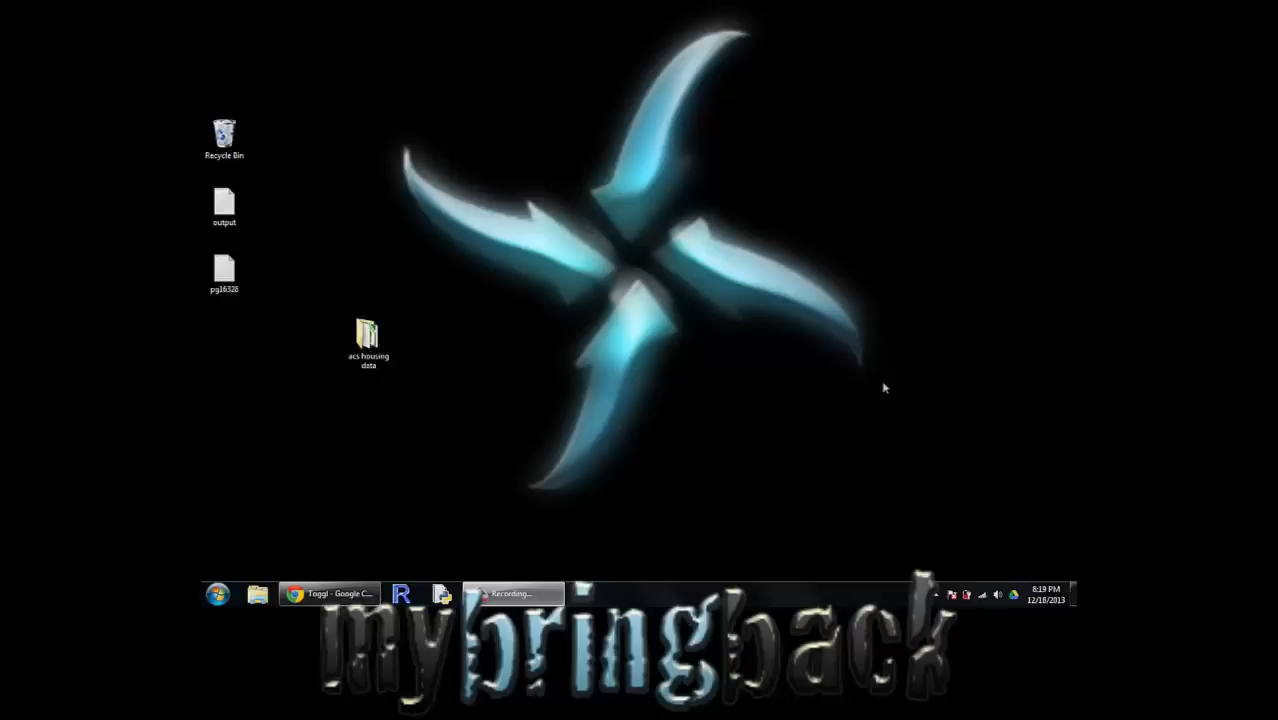 Recycle Bin
output
pg16328
acs housing
data
Toggl - Google C...
R
Recording...
8:19 PM
12/18/2013
mybringback